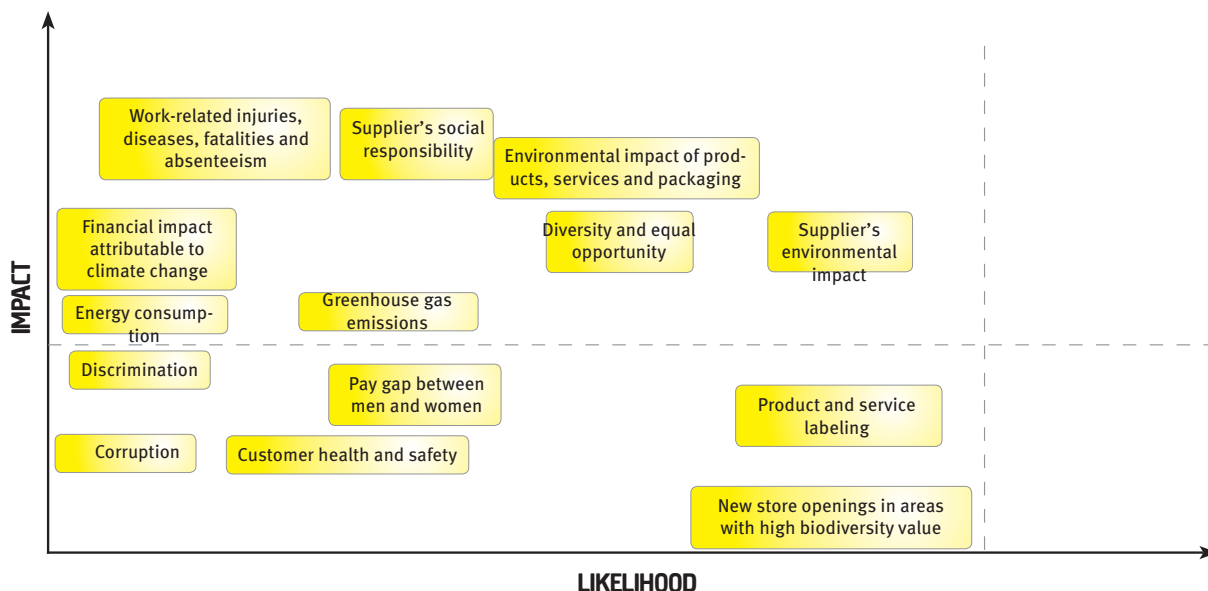 IMPACT
Work-related injuries,
diseases, fatalities and
absenteeism
Supplier’s social
responsibility
Environmental impact of prod-
ucts, services and packaging
Financial impact
attributable to
climate change
Diversity and equal
opportunity
Supplier’s
environmental
impact
Energy consump-
tion
Greenhouse gas
emissions
Discrimination
Pay gap between
men and women
Product and service
labeling
Corruption
Customer health and safety
New store openings in areas
with high biodiversity value
LIKELIHOOD